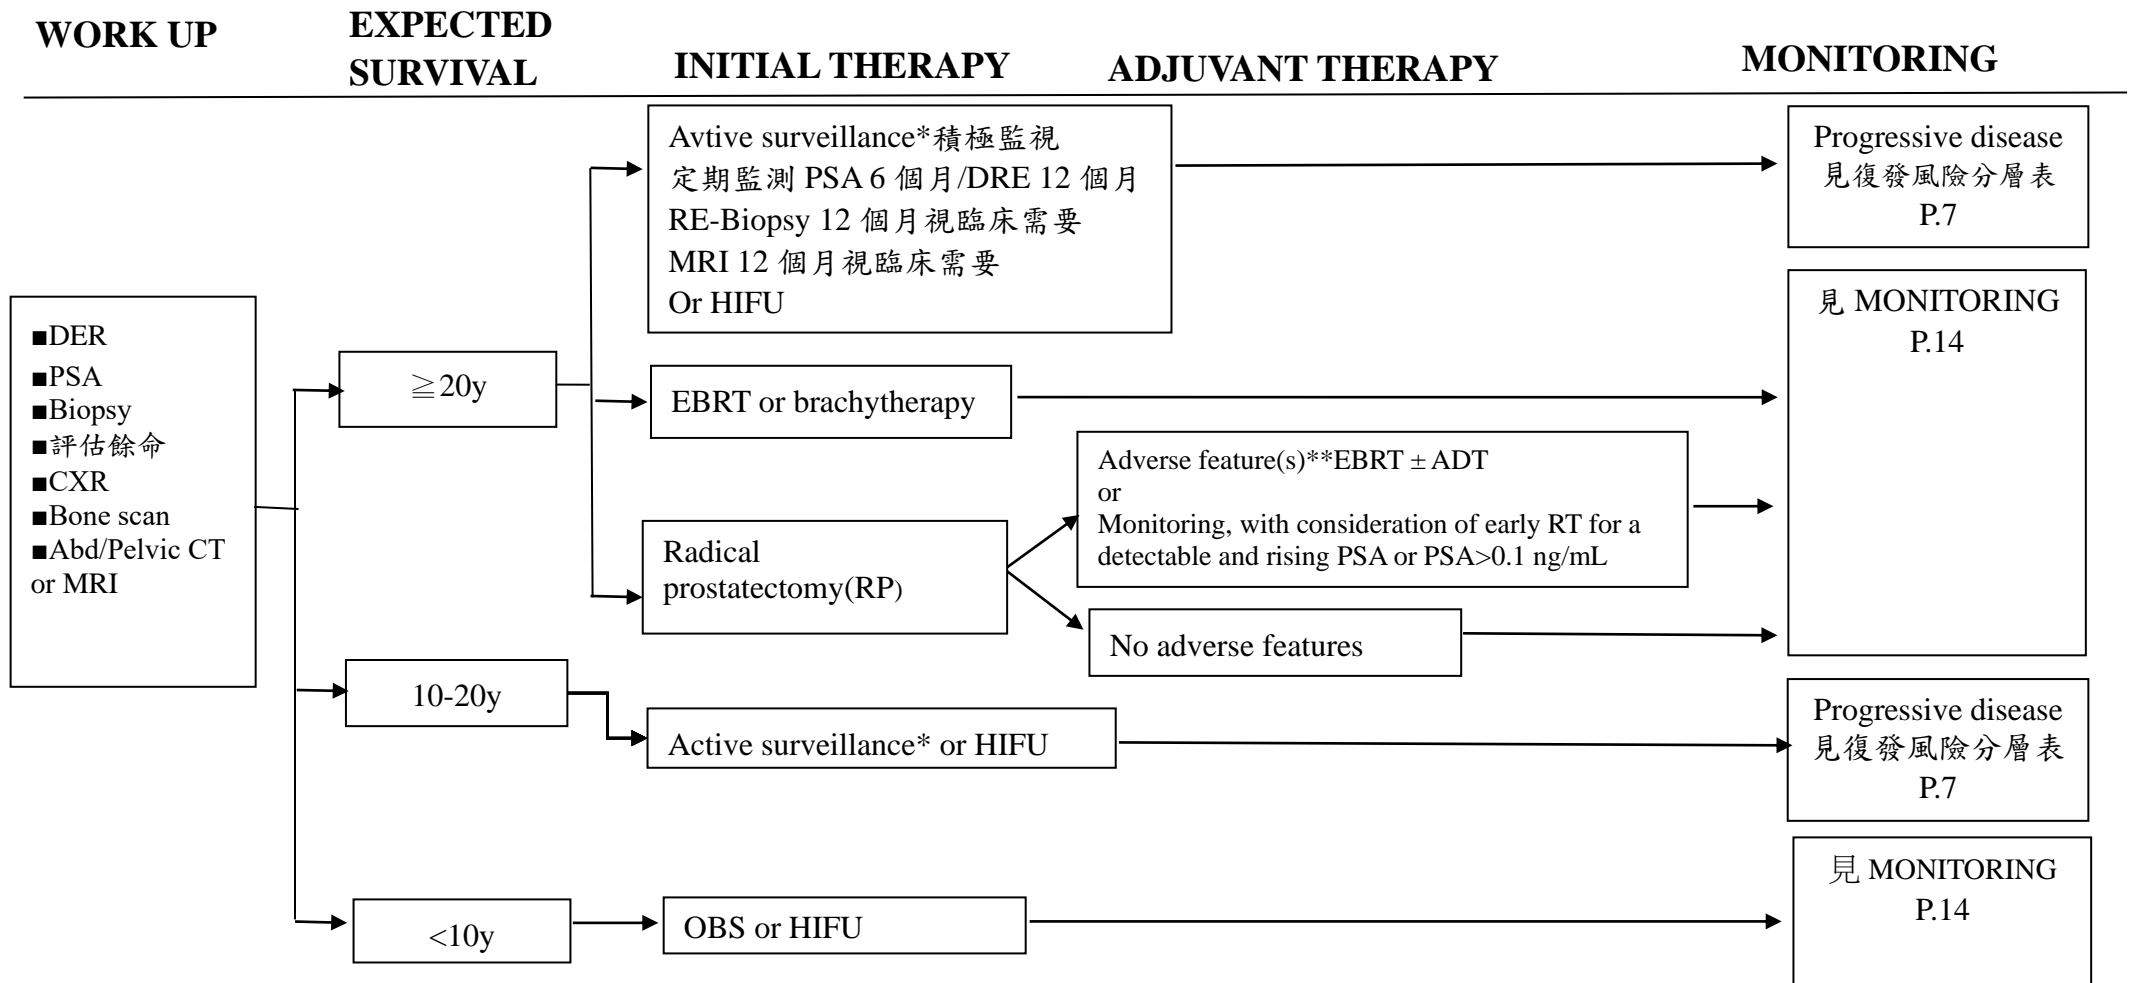 WORK UP
EXPECTED
SURVIVAL
INITIAL THERAPY
ADJUVANT THERAPY
MONITORING
■DER
■PSA
■Biopsy
■評估餘命
■CXR
■Bone scan
■Abd/Pelvic CT
or MRI
≧20y
Avtive surveillance*積極監視
定期監測 PSA 6 個月/DRE 12 個月
RE-Biopsy 12 個月視臨床需要
MRI 12 個月視臨床需要
Or HIFU
Progressive disease
見復發風險分層表
P.7
EBRT or brachytherapy
見 MONITORING
P.14
Radical
prostatectomy(RP)
Adverse feature(s)**EBRT ± ADT
or
Monitoring, with consideration of early RT for a
detectable and rising PSA or PSA>0.1 ng/mL
No adverse features
10-20y
Active surveillance* or HIFU
Progressive disease
見復發風險分層表
P.7
<10y
OBS or HIFU
見 MONITORING
P.14